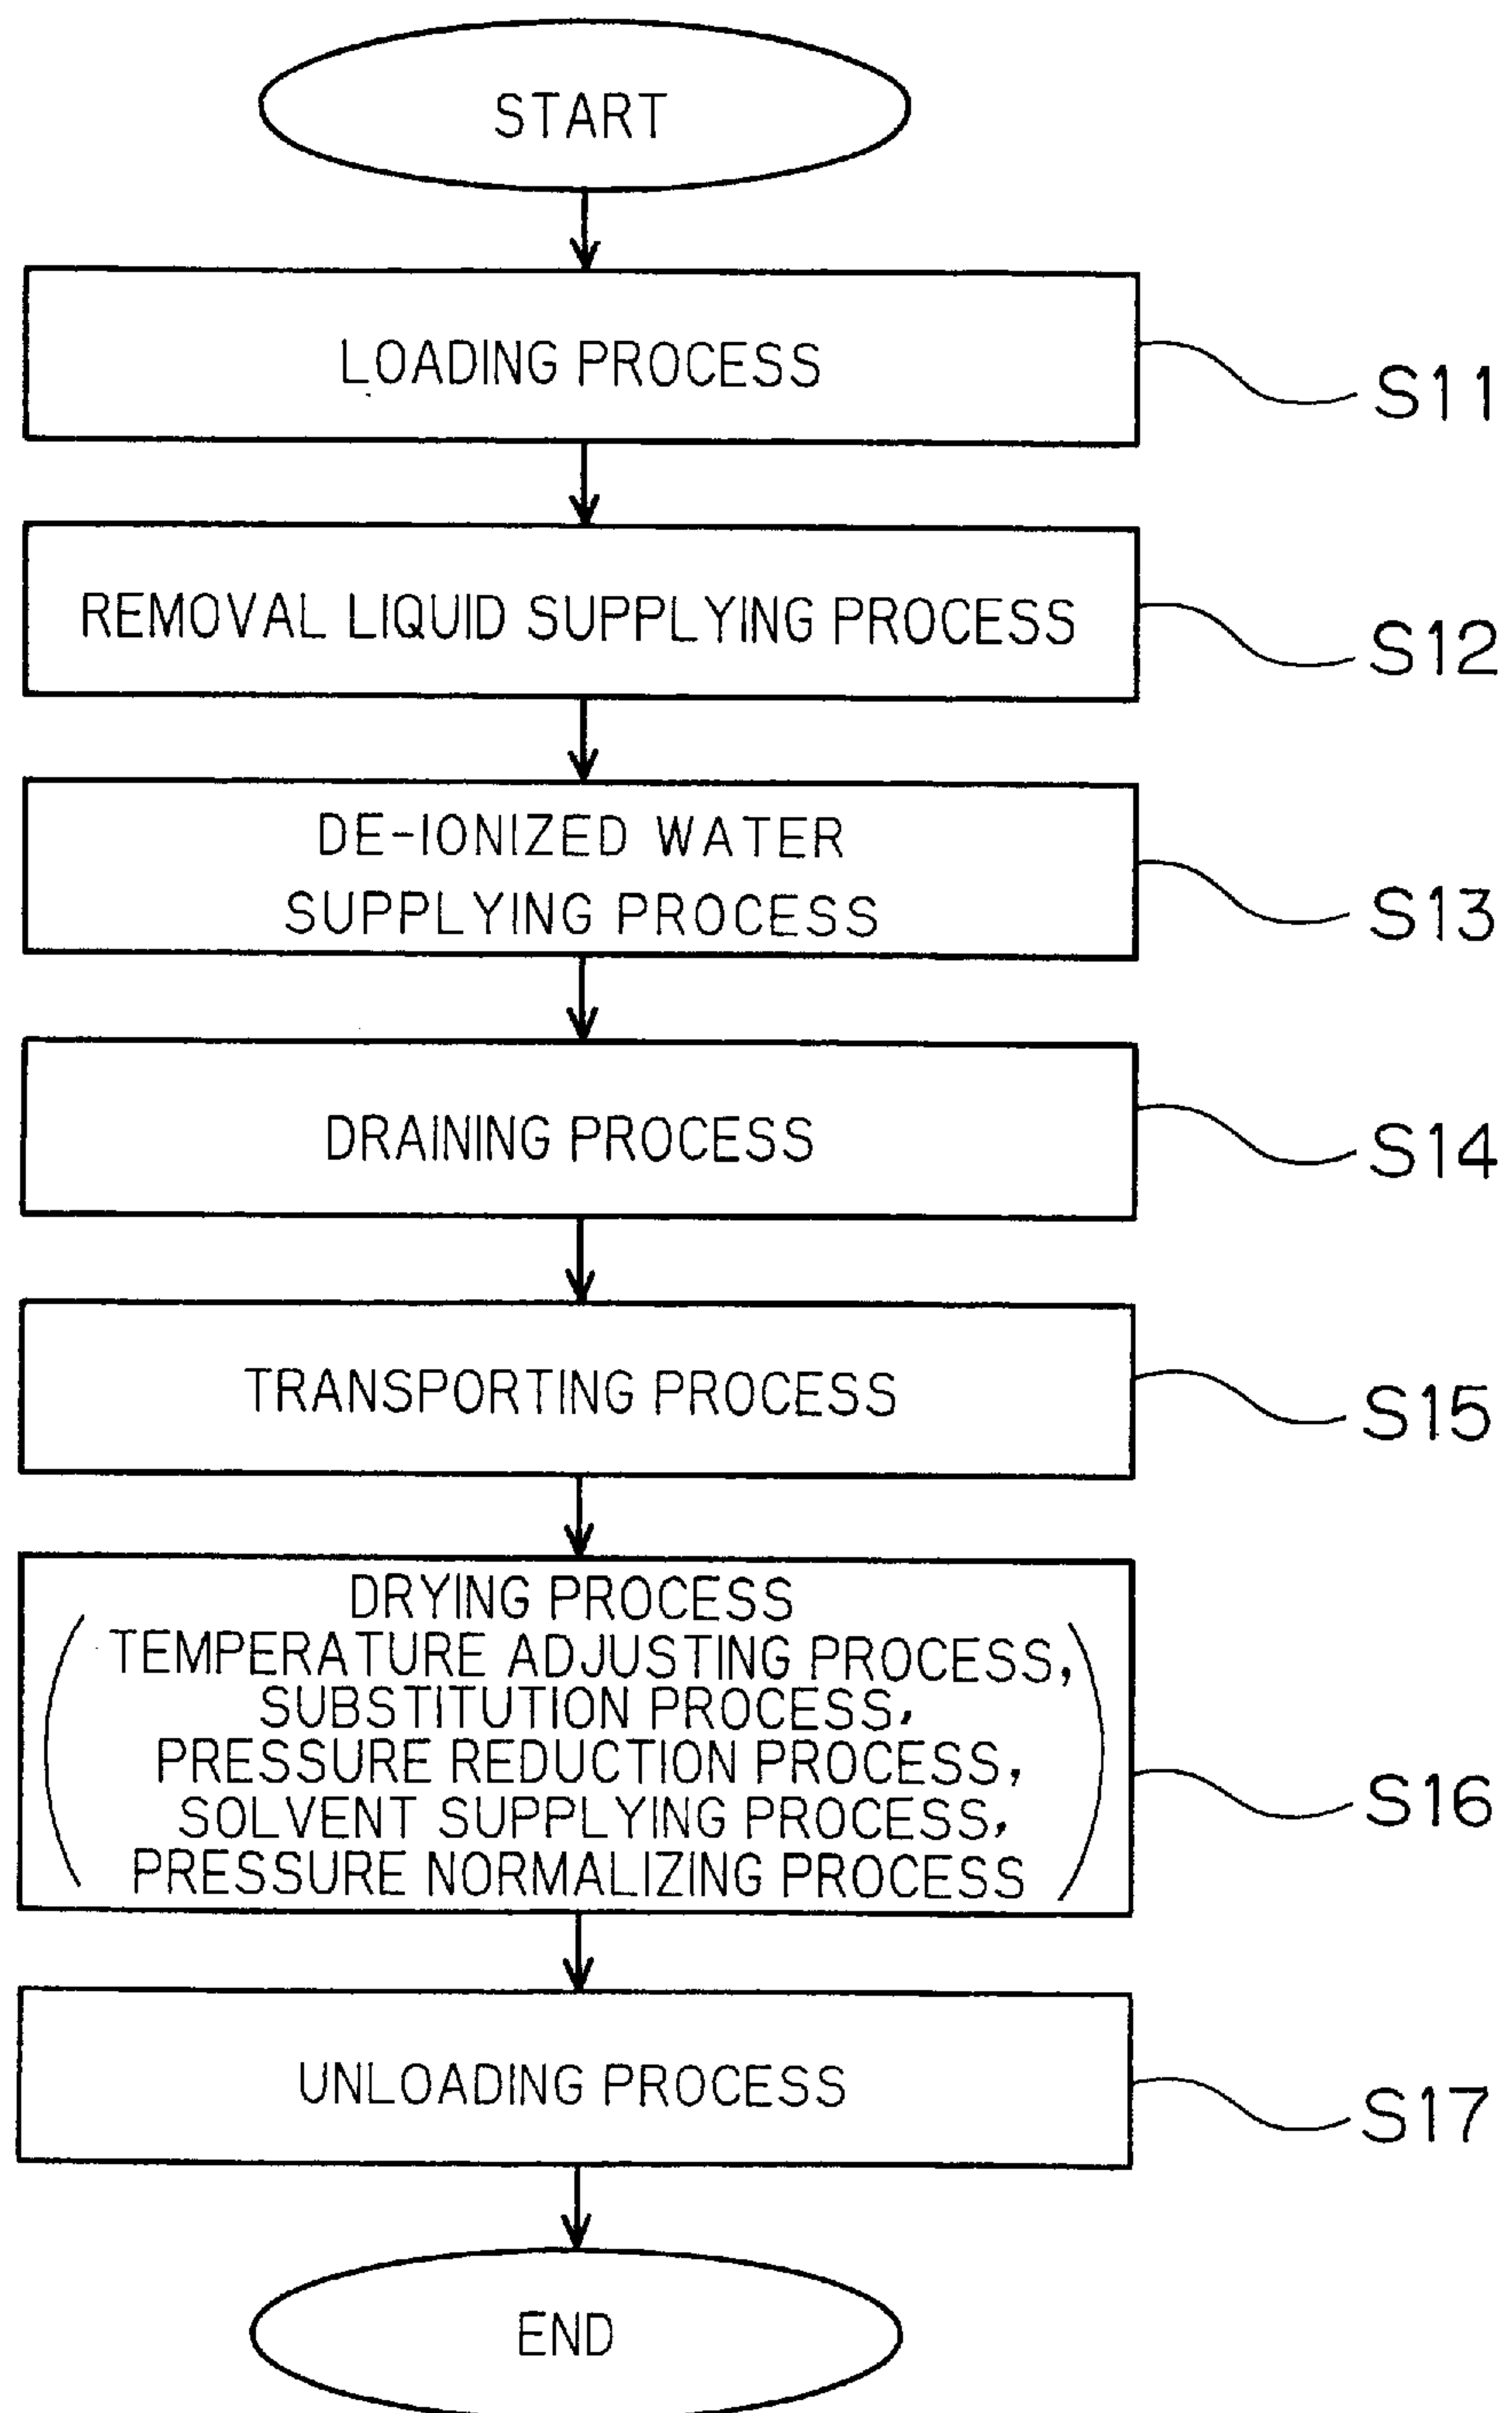 START
LOADING PROCESS
S11
REMOVAL LIQUID SUPPLYING PROCESS
S12
DE-IONIZED WATER
SUPPLYING PROCESS
S13
DRAINING PROCESS
S14
TRANSPORTING PROCESS
S15
DRYING PROCESS
(TEMPERATURE ADJUSTING PROCESS,
SUBSTITUTION PROCESS,
PRESSURE REDUCTION PROCESS,
SOLVENT SUPPLYING PROCESS,
PRESSURE NORMALIZING PROCESS)
S16
UNLOADING PROCESS
S17
END